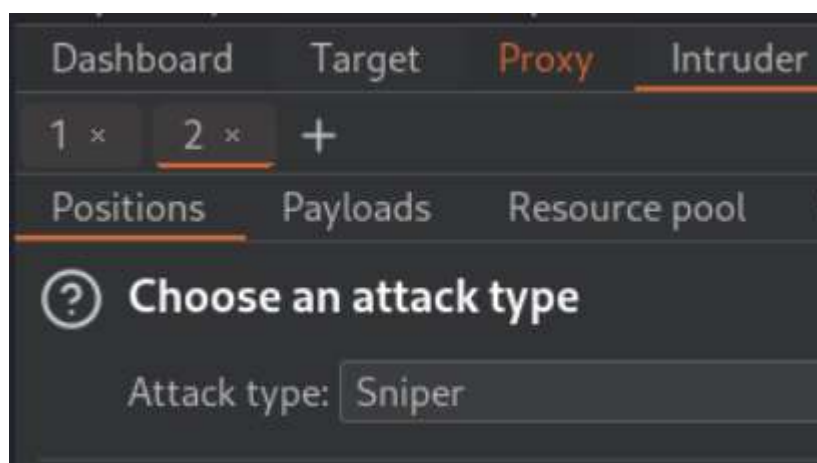 Dashboard Target Proxy Intruder
1 × 2 × +
Positions Payloads Resource pool
? Choose an attack type
Attack type: Sniper